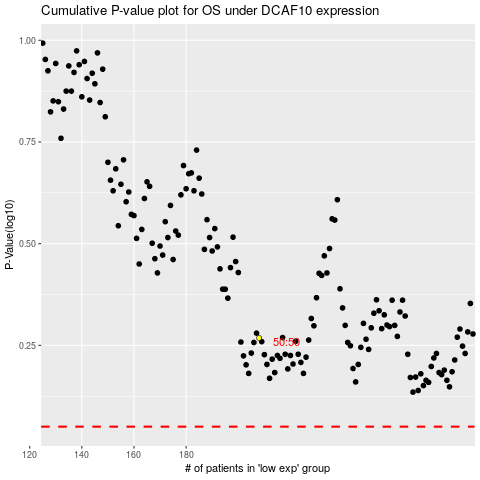 Cumulative P-value plot for OS under DCAF10 expression
P-Value(log10)
1.00
0.75
0.50
0.25
50:50
120 140 160 180
# of patients in 'low exp' group